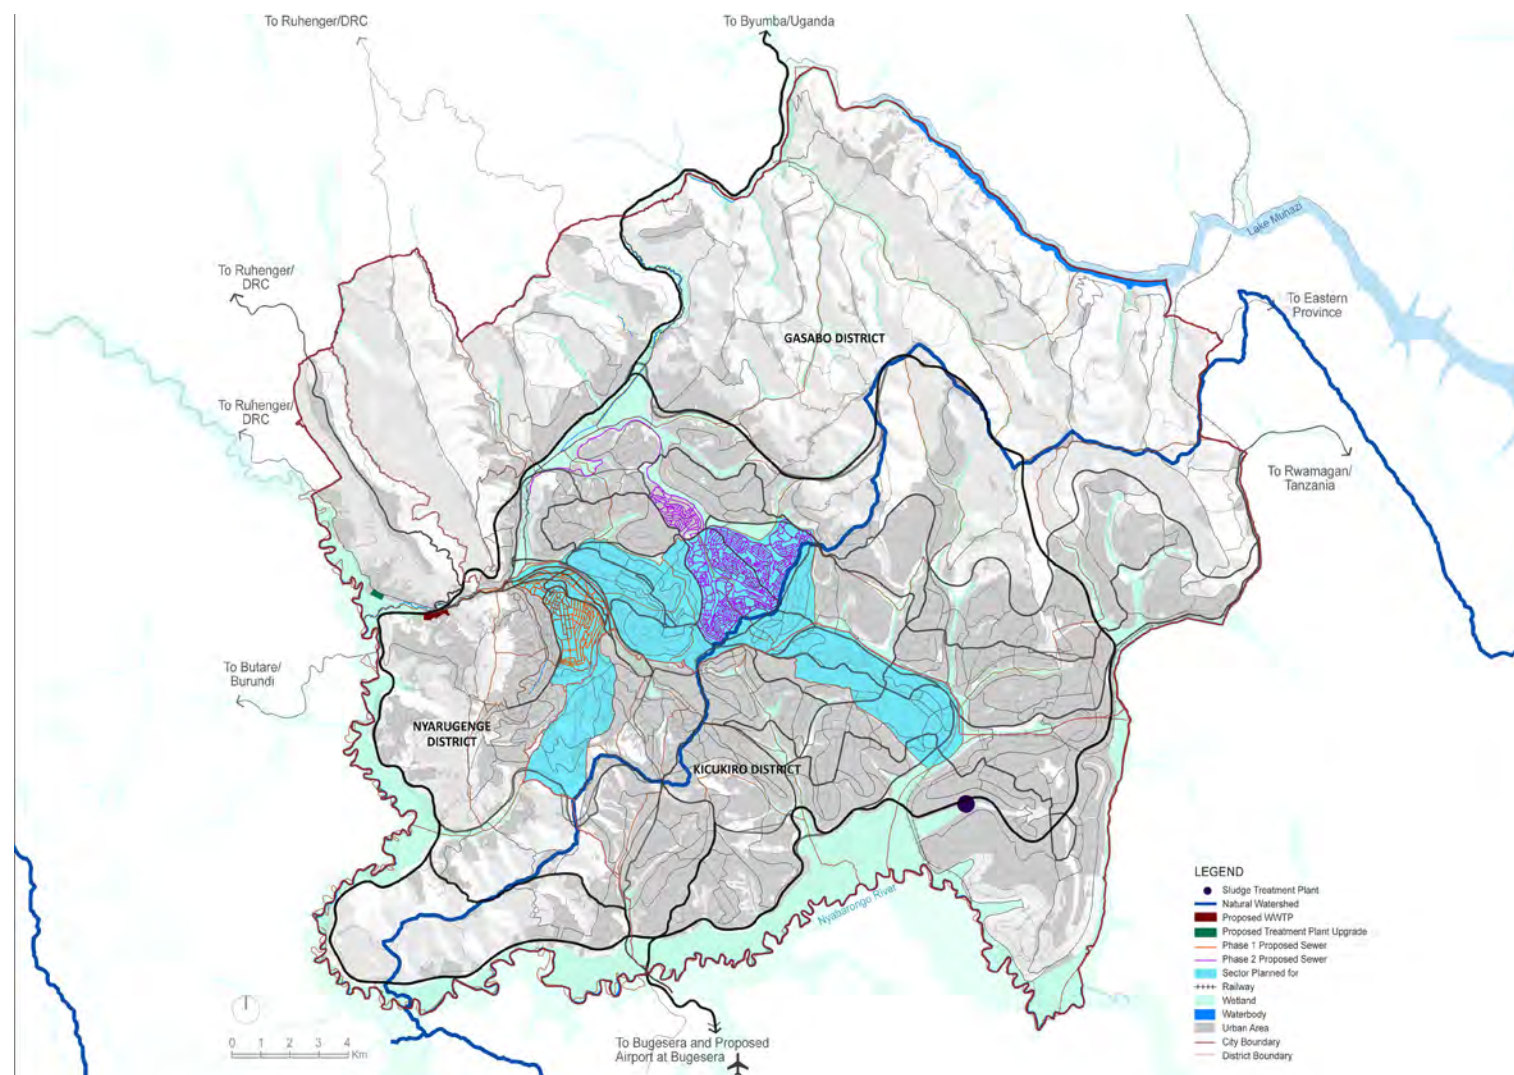 To Ruhenger/DRC
To Byumba/Uganda
Lake Muhazi
To Ruhenger/
DRC
To Eastern
Province
GASABO DISTRICT
To Ruhenger/
DRC
To Rwamagan/
Tanzania
To Butare/
Burundi
NYARUGENGE
DISTRICT
KICUKIRO DISTRICT
Nyabarongo River
LEGEND
Sludge Treatment Plant
Natural Watershed
Proposed WWTP
Proposed Treatment Plant Upgrade
Phase 1 Proposed Sewer
Phase 2 Proposed Sewer
Sector Planned for
Railway
Wetland
Waterbody
Urban Area
City Boundary
District Boundary
0 1 2 3 4
Km
To Bugesera and Proposed
Airport at Bugesera